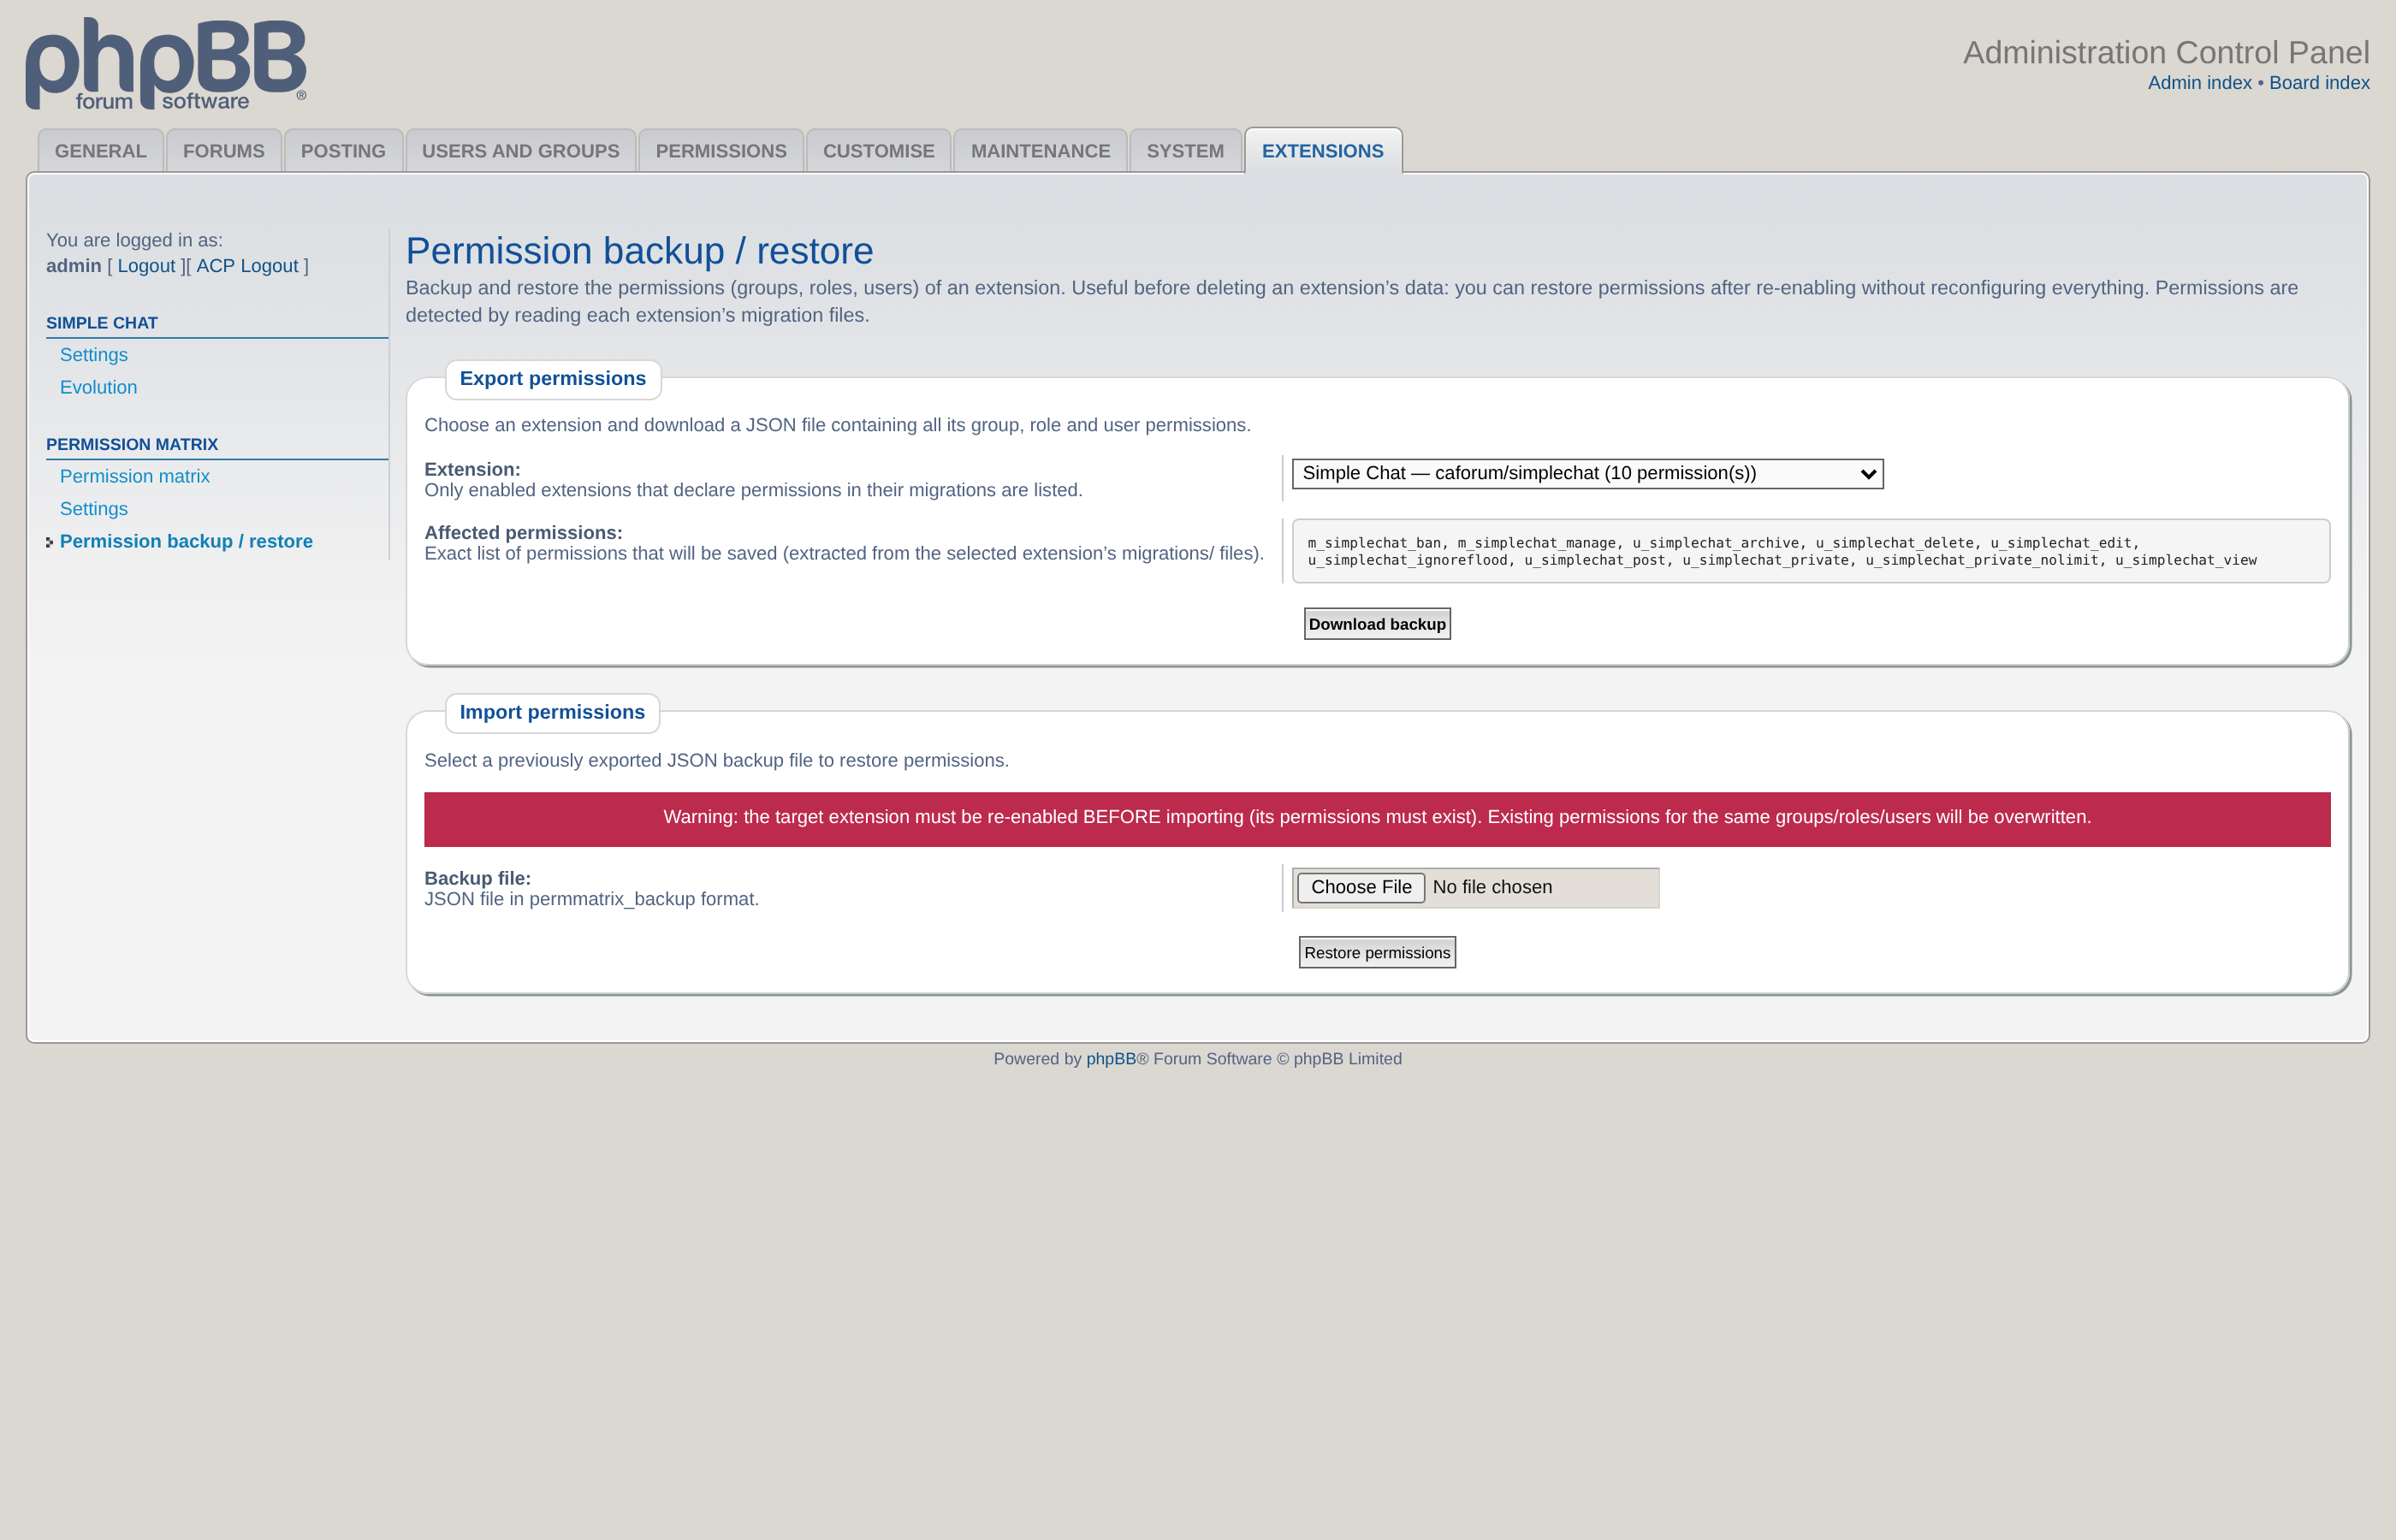 phpBB
forum software ®
Administration Control Panel
Admin index • Board index
GENERAL FORUMS POSTING USERS AND GROUPS PERMISSIONS CUSTOMISE MAINTENANCE SYSTEM EXTENSIONS
You are logged in as:
admin [ Logout ][ ACP Logout ]
SIMPLE CHAT
Settings
Evolution
PERMISSION MATRIX
Permission matrix
Settings
Permission backup / restore
Permission backup / restore
Backup and restore the permissions (groups, roles, users) of an extension. Useful before deleting an extension’s data: you can restore permissions after re-enabling without reconfiguring everything. Permissions are
detected by reading each extension’s migration files.
Export permissions
Choose an extension and download a JSON file containing all its group, role and user permissions.
Extension:
Only enabled extensions that declare permissions in their migrations are listed.
Simple Chat — caforum/simplechat (10 permission(s))
Affected permissions:
Exact list of permissions that will be saved (extracted from the selected extension’s migrations/ files).
m_simplechat_ban, m_simplechat_manage, u_simplechat_archive, u_simplechat_delete, u_simplechat_edit,
u_simplechat_ignoreflood, u_simplechat_post, u_simplechat_private, u_simplechat_private_nolimit, u_simplechat_view
Download backup
Import permissions
Select a previously exported JSON backup file to restore permissions.
Warning: the target extension must be re-enabled BEFORE importing (its permissions must exist). Existing permissions for the same groups/roles/users will be overwritten.
Backup file:
JSON file in permmatrix_backup format.
Choose File No file chosen
Restore permissions
Powered by phpBB® Forum Software © phpBB Limited